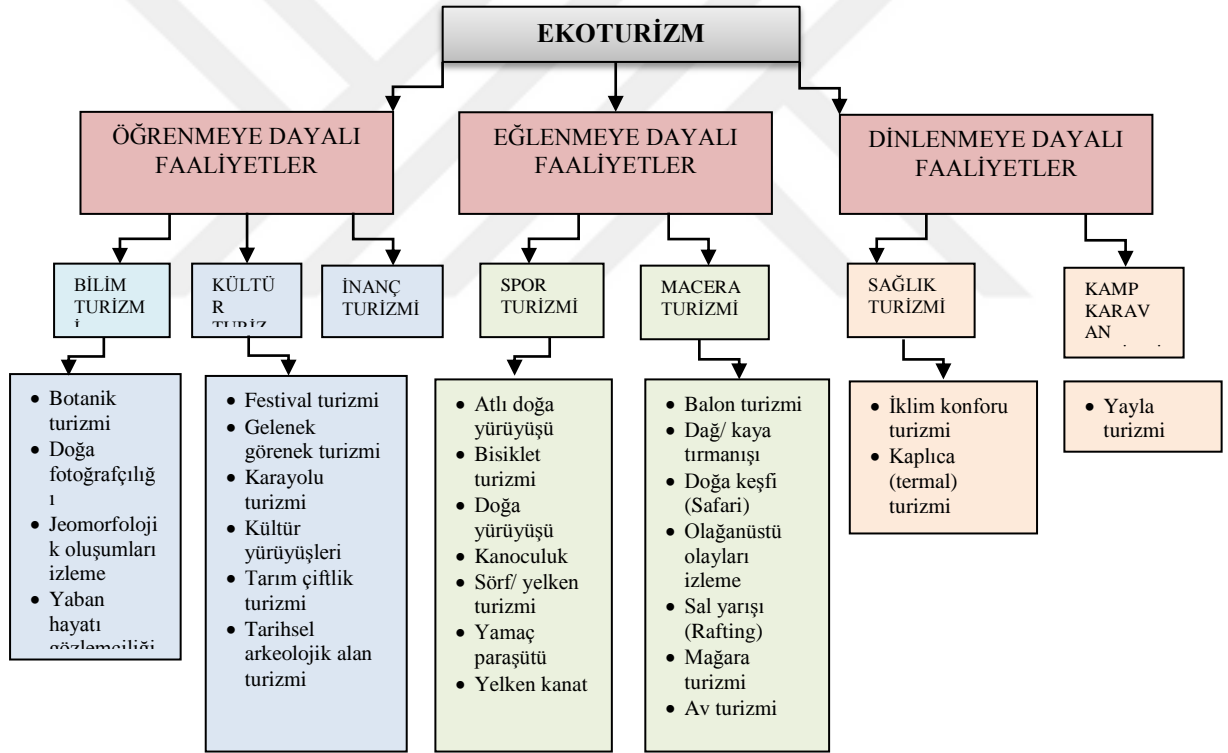 EKOTURİZM
ÖĞRENMEYE DAYALI
FAALİYETLER
EĞLENMEYE DAYALI
FAALİYETLER
DİNLENMEYE DAYALI
FAALİYETLER
BİLİM
TURİZM
İ
KÜLTÜ
R
TURİZ
İNANÇ
TURİZMİ
SPOR
TURİZMİ
MACERA
TURİZMİ
SAĞLIK
TURİZMİ
KAMP
KARAV
AN
• Botanik
turizmi
• Doğa
fotoğrafçılığ
ı
• Jeomorfoloji
k oluşumları
izleme
• Yaban
hayatı
gözlemciliği
• Festival turizmi
• Gelenek
görenek turizmi
• Karayolu
turizmi
• Kültür
yürüyüşleri
• Tarım çiftlik
turizmi
• Tarihsel
arkeolojik alan
turizmi
• Atlı doğa
yürüyüşü
• Bisiklet
turizmi
• Doğa
yürüyüşü
• Kanoculuk
• Sörf/ yelken
turizmi
• Yamaç
paraşütü
• Yelken kanat
• Balon turizmi
• Dağ/ kaya
tırmanışı
• Doğa keşfi
(Safari)
• Olağanüstü
olayları
izleme
• Sal yarışı
(Rafting)
• Mağara
turizmi
• Av turizmi
• İklim konforu
turizmi
• Kaplıca
(termal)
turizmi
• Yayla
turizmi